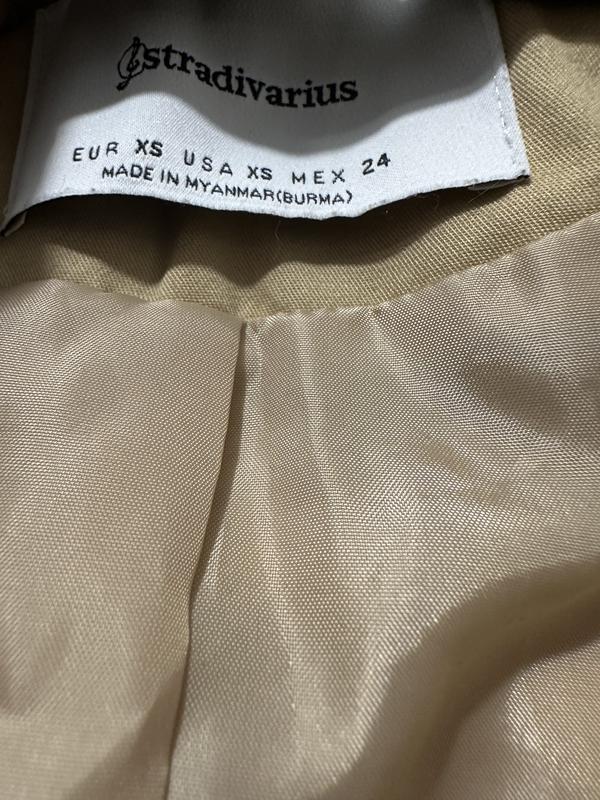 stradivarius
EUR XS USA XS MEX 24
MADE IN MYANMAR(BURMA)